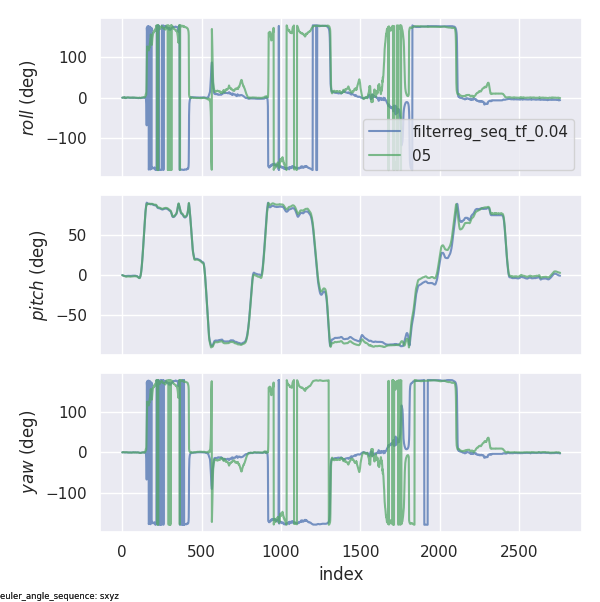 roll (deg)
100
0
−100
filterreg_seq_tf_0.04
05
pitch (deg)
50
0
−50
yaw (deg)
100
0
−100
0 500 1000 1500 2000 2500
index
euler_angle_sequence: sxyz